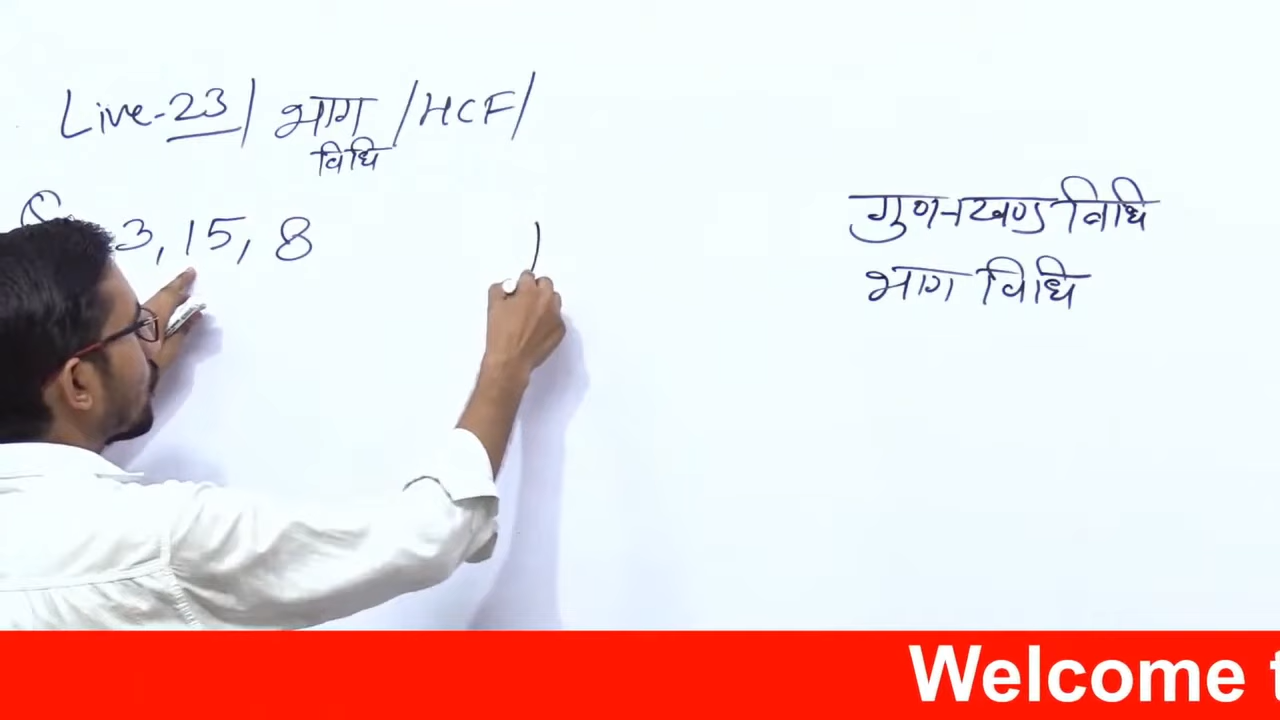 Live-23 / भाग / HCF /
विधि
3, 15, 8
गुणनखण्ड विधि
भाग विधि
Welcome